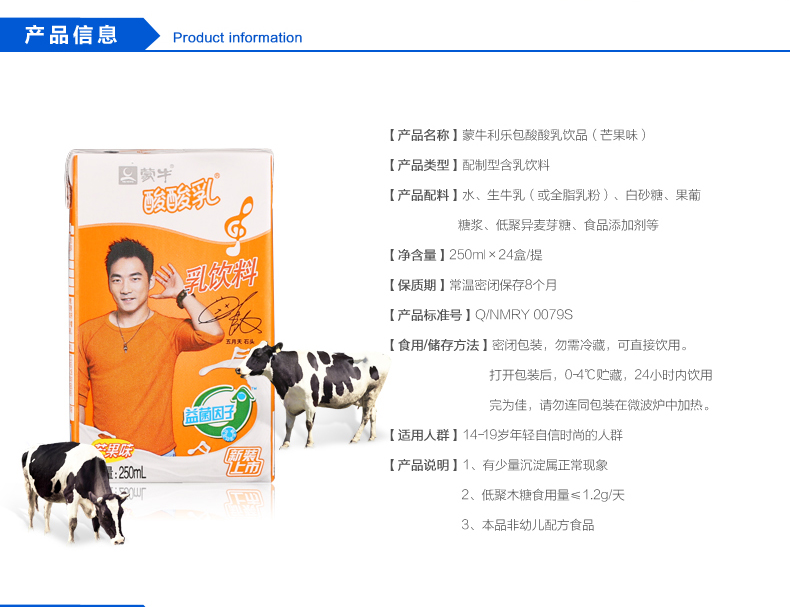 产品信息
Product information
【产品名称】蒙牛利乐包酸酸乳饮品（芒果味）
【产品类型】配制型含乳饮料
【产品配料】水、生牛乳（或全脂乳粉）、白砂糖、果葡
糖浆、低聚异麦芽糖、食品添加剂等
【净含量】250ml×24盒/提
【保质期】常温密闭保存8个月
【产品标准号】Q/NMRY 0079S
【食用/储存方法】密闭包装，勿需冷藏，可直接饮用。
打开包装后，0-4℃贮藏，24小时内饮用
完为佳，请勿连同包装在微波炉中加热。
【适用人群】14-19岁年轻自信时尚的人群
【产品说明】1、有少量沉淀属正常现象
2、低聚木糖食用量≤1.2g/天
3、本品非幼儿配方食品
蒙牛®
酸酸乳®
乳饮料
五月天 石头
益菌因子
新装
上市
芒果味
量:250mL